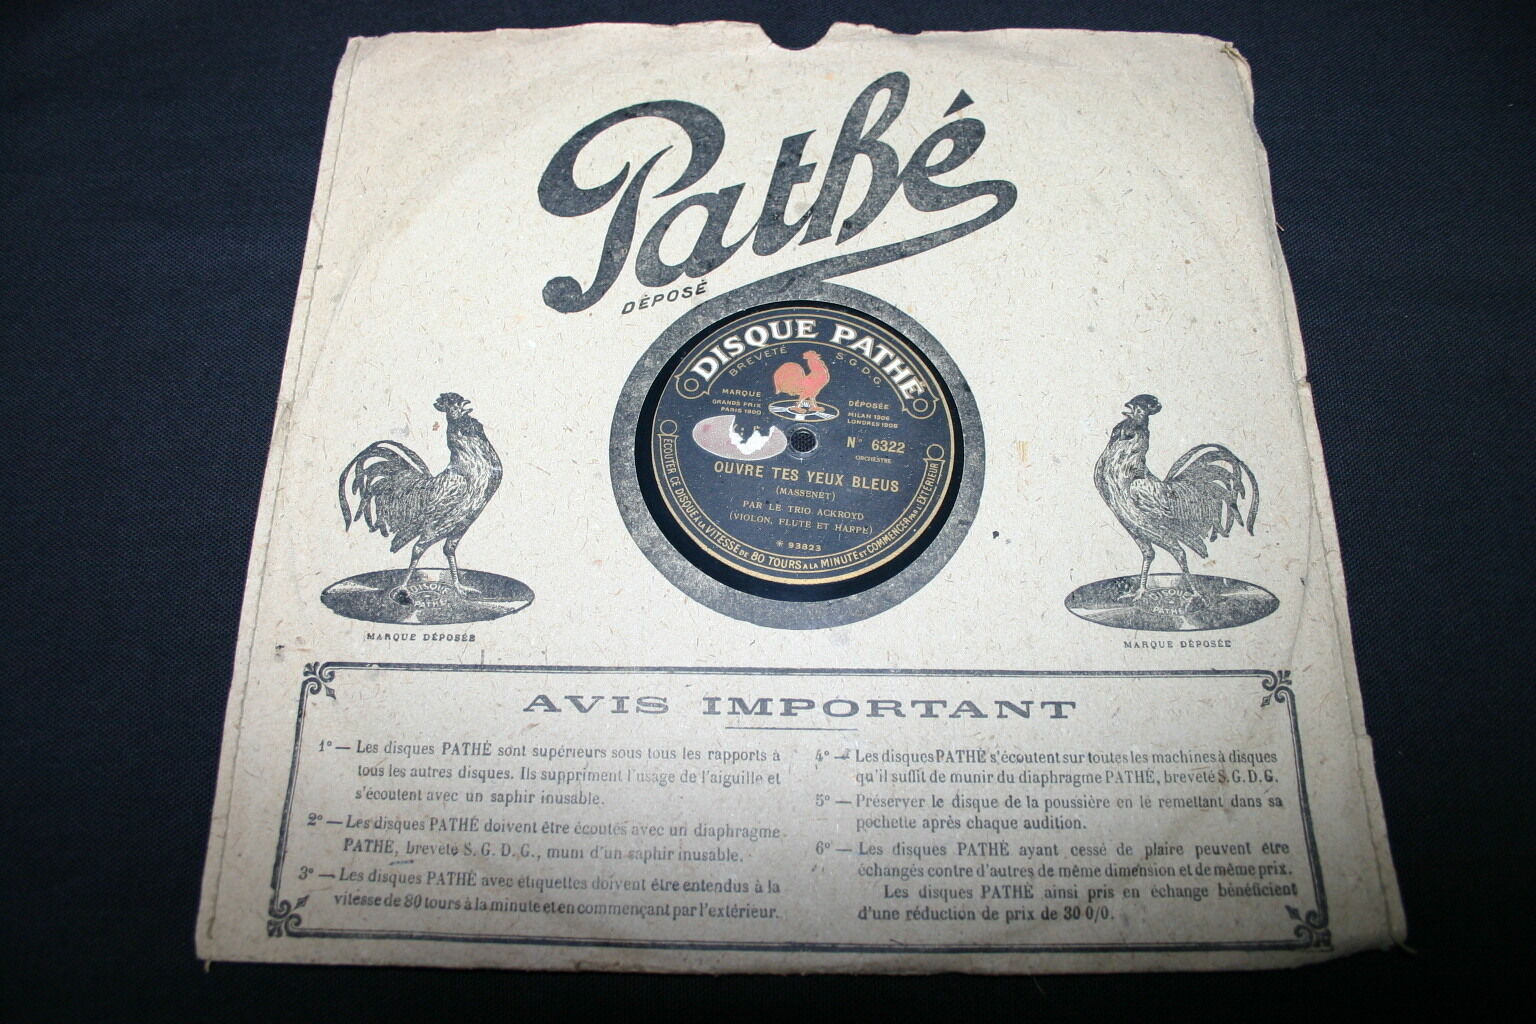 Pathé
DÉPOSÉ
DISQUE PATHÉ
BREVETÉ S.G.D.G.
MARQUE DÉPOSÉE
GRANDS PRIX
PARIS 1900
MILAN 1906
LONDRES 1908
N° 6322
ORCHESTRE
OUVRE TES YEUX BLEUS
(MASSENET)
PAR LE TRIO ACKROYD
(VIOLON, FLUTE ET HARPE)
* 93823
ECOUTER CE DISQUE A LA VITESSE DE 80 TOURS A LA MINUTE ET COMMENCER PAR L'EXTÉRIEUR
DISQUE
PATHÉ
MARQUE DÉPOSÉE
DISQUE
PATHÉ
MARQUE DÉPOSÉE
AVIS IMPORTANT
1° — Les disques PATHÉ sont supérieurs sous tous les rapports à
tous les autres disques. Ils suppriment l'usage de l'aiguille et
s'écoutent avec un saphir inusable.
2° — Les disques PATHÉ doivent être écoutés avec un diaphragme
PATHÉ, breveté S. G. D. G., muni d'un saphir inusable.
3° — Les disques PATHÉ avec étiquettes doivent être entendus à la
vitesse de 80 tours à la minute et en commençant par l'extérieur.
4° — Les disques PATHÉ s'écoutent sur toutes les machines à disques
qu'il suffit de munir du diaphragme PATHÉ, breveté S.G.D.G.
5° — Préserver le disque de la poussière en le remettant dans sa
pochette après chaque audition.
6° — Les disques PATHÉ ayant cessé de plaire peuvent être
échangés contre d'autres de même dimension et de même prix.
Les disques PATHÉ ainsi pris en échange bénéficient
d'une réduction de prix de 30 0/0.